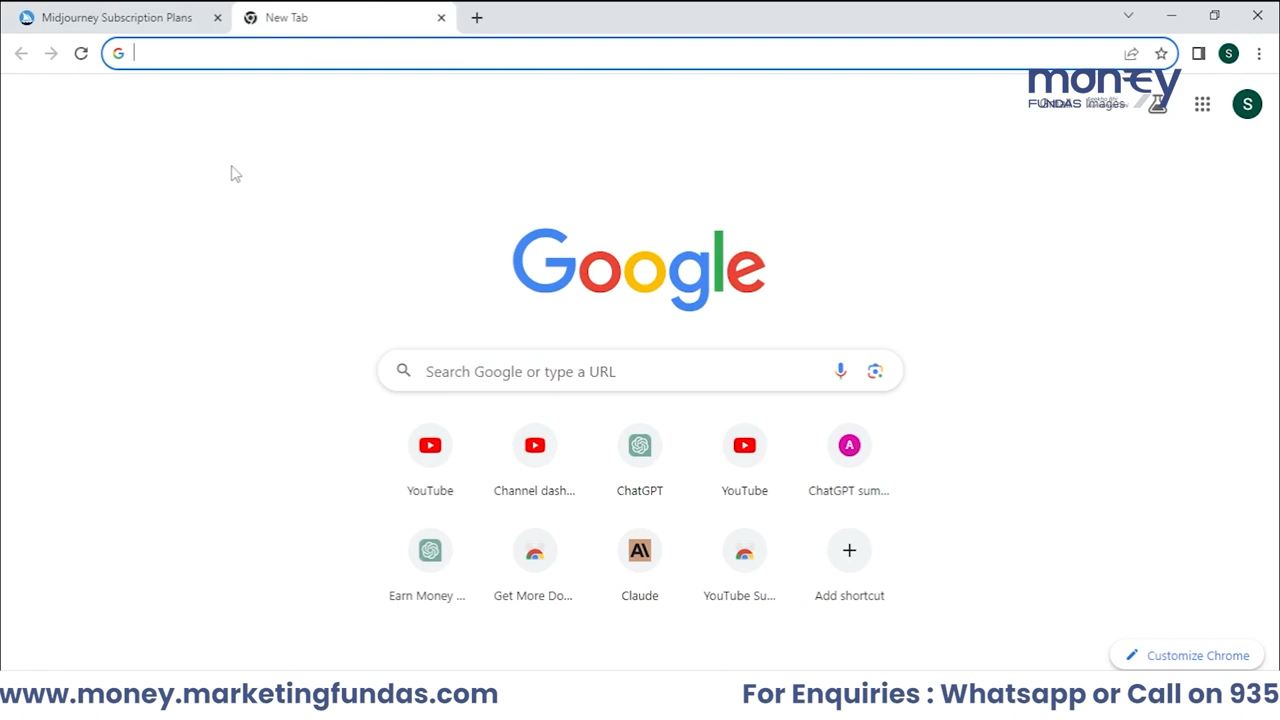 Midjourney Subscription Plans
New Tab
S
money
FUNDAS
Images
S
Google
Search Google or type a URL
A
YouTube
Channel dash...
ChatGPT
YouTube
ChatGPT sum...
Earn Money ...
Get More Do...
Claude
YouTube Su...
Add shortcut
Customize Chrome
www.money.marketingfundas.com
For Enquiries : Whatsapp or Call on 935